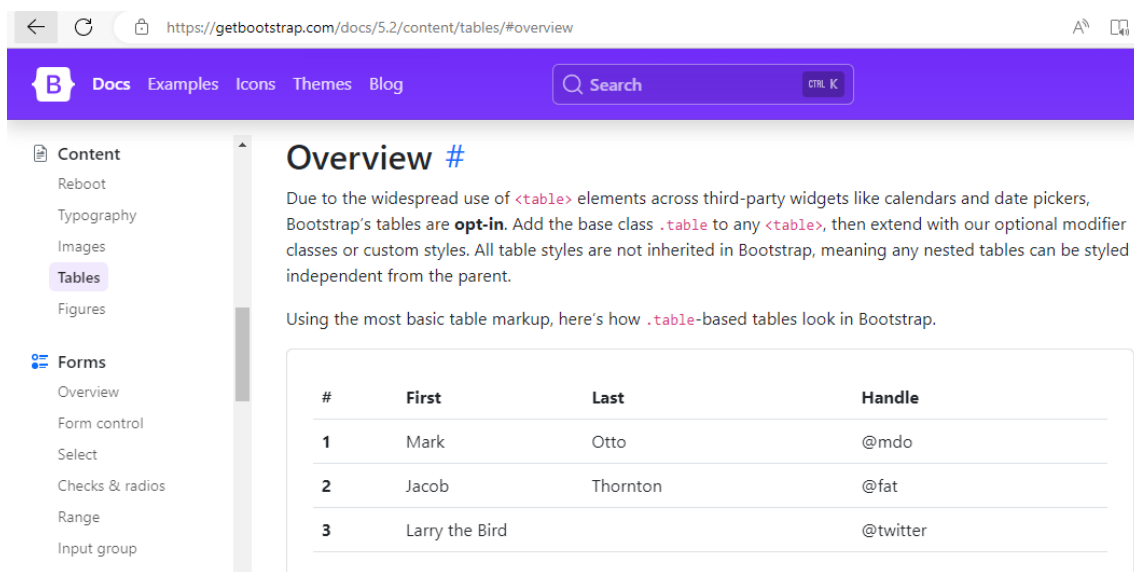 https://getbootstrap.com/docs/5.2/content/tables/#overview
B Docs Examples Icons Themes Blog Search CTRL K
Content
Reboot
Typography
Images
Tables
Figures
Forms
Overview
Form control
Select
Checks & radios
Range
Input group
Overview #
Due to the widespread use of <table> elements across third-party widgets like calendars and date pickers,
Bootstrap's tables are opt-in. Add the base class .table to any <table>, then extend with our optional modifier
classes or custom styles. All table styles are not inherited in Bootstrap, meaning any nested tables can be styled
independent from the parent.
Using the most basic table markup, here's how .table-based tables look in Bootstrap.
# First Last Handle
1 Mark Otto @mdo
2 Jacob Thornton @fat
3 Larry the Bird @twitter